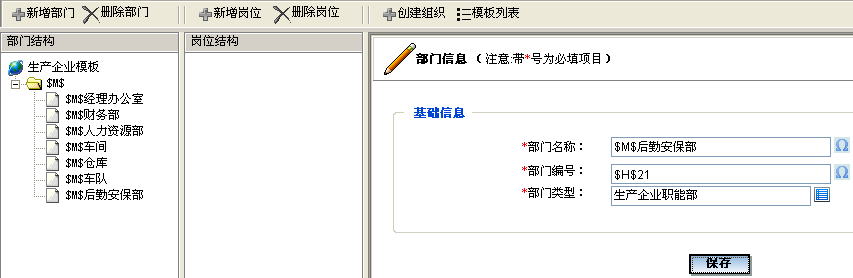 新增部门 删除部门 新增岗位 删除岗位 创建组织 模板列表
部门结构
岗位结构
生产企业模板
$M$
$M$经理办公室
$M$财务部
$M$人力资源部
$M$车间
$M$仓库
$M$车队
$M$后勤安保部
部门信息 （ 注意:带*号为必填项目 ）
基础信息
*部门名称： $M$后勤安保部 Ω
*部门编号： $H$21 Ω
*部门类型： 生产企业职能部
保存